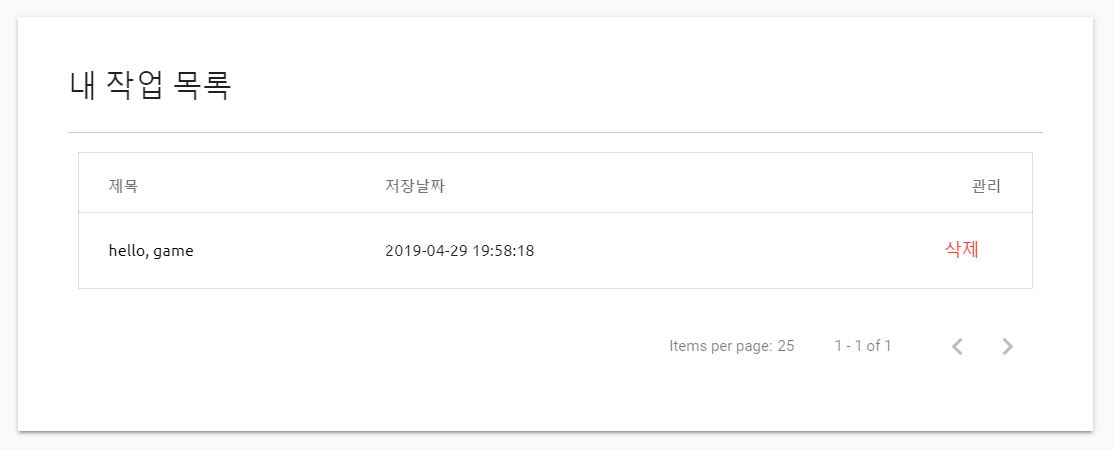 내 작업 목록
제목 저장날짜 관리
hello, game 2019-04-29 19:58:18 삭제
Items per page: 25 1 - 1 of 1